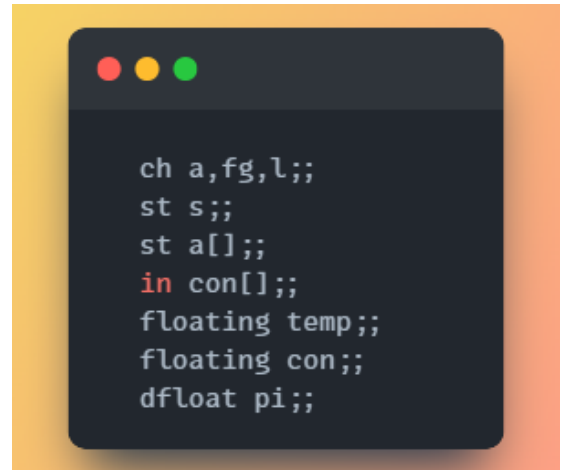 ch a,fg,l;;
st s;;
st a[];;
in con[];;
floating temp;;
floating con;;
dfloat pi;;